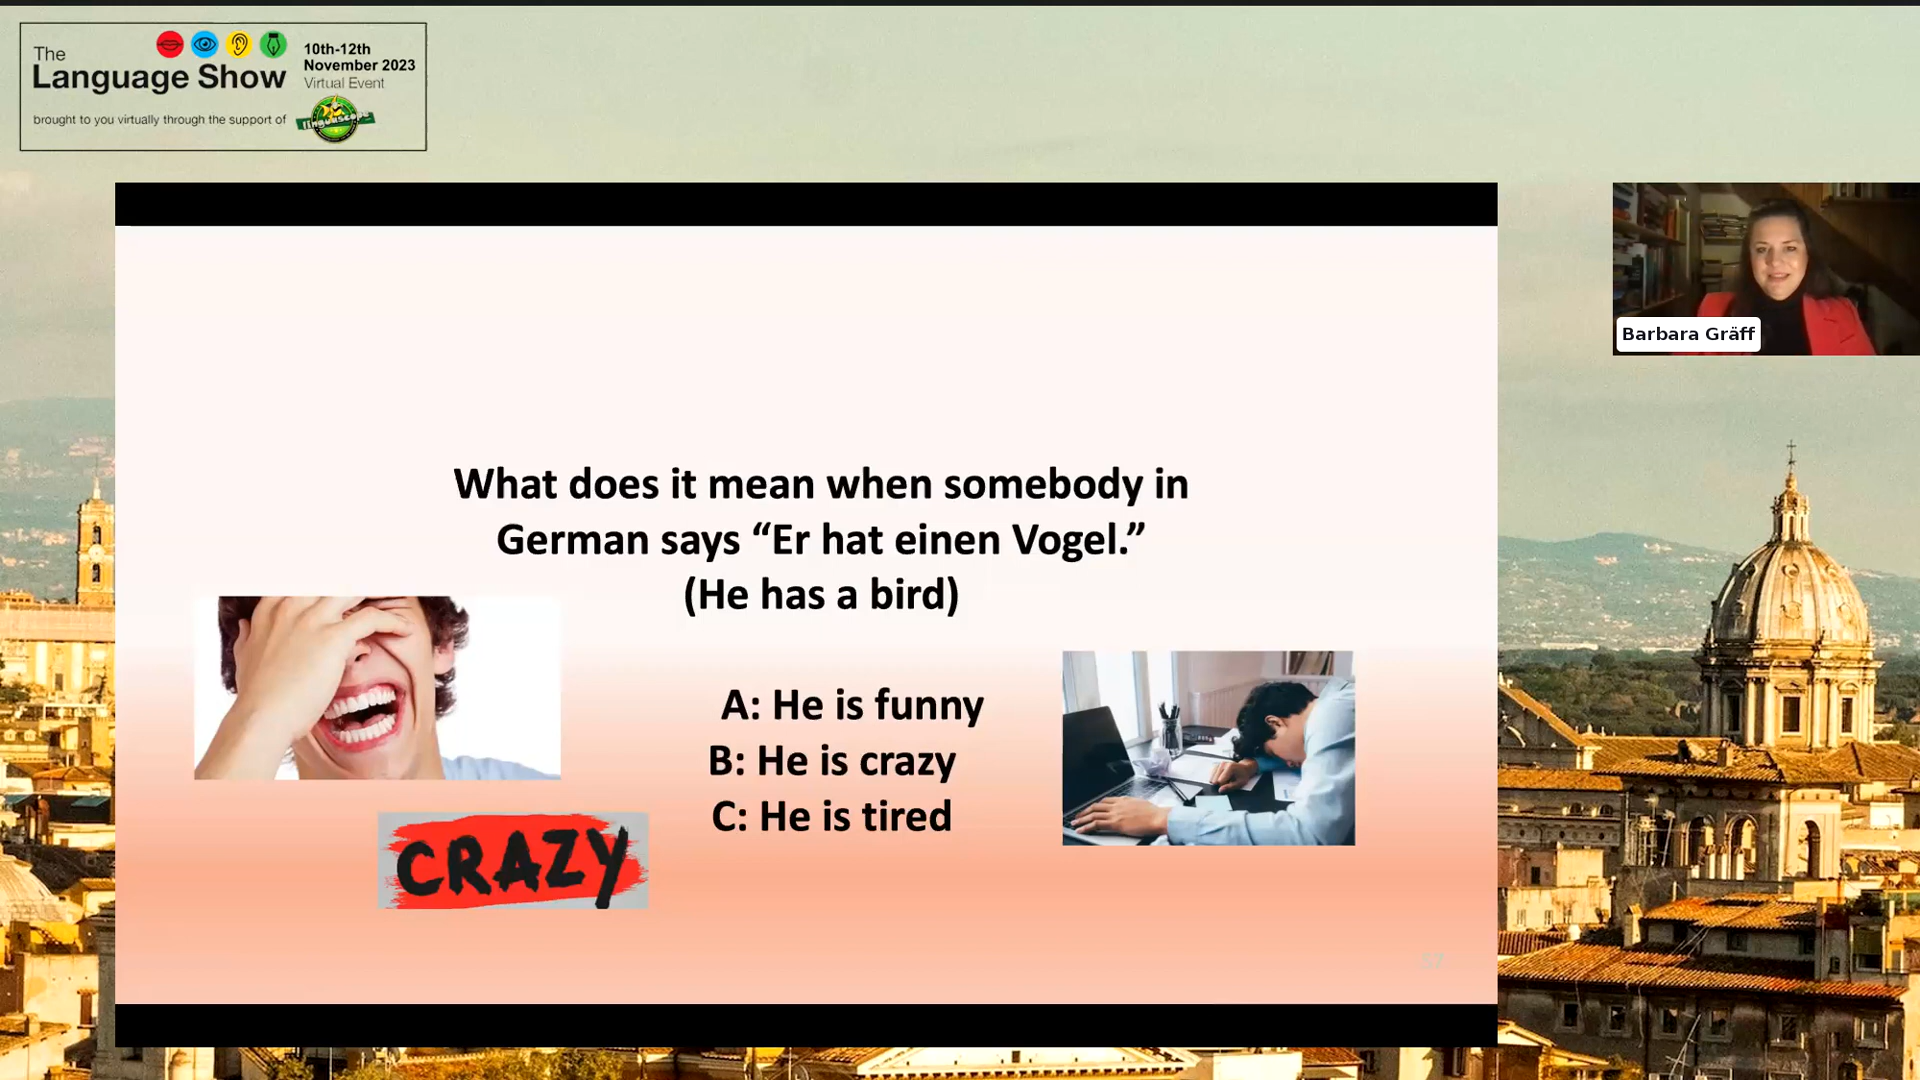 The
Language Show
10th-12th
November 2023
Virtual Event
brought to you virtually through the support of
linguascope
Barbara Gräff
What does it mean when somebody in
German says “Er hat einen Vogel.”
(He has a bird)
A: He is funny
B: He is crazy
C: He is tired
CRAZY
57